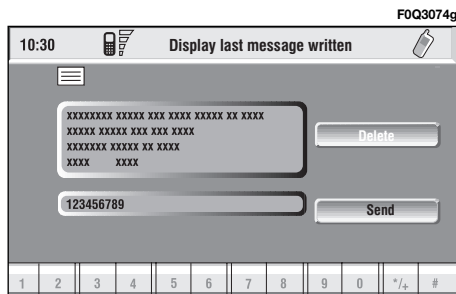 F0Q3074g
10:30 Display last message written
xxxxxxxx xxxxx xxx xxxx xxxxx xx xxxx
xxxxx xxxxx xxx xxx xxxx
xxxxxxx xxxxx xx xxxx
xxxx xxxx
Delete
123456789
Send
1 2 3 4 5 6 7 8 9 0 */+ #